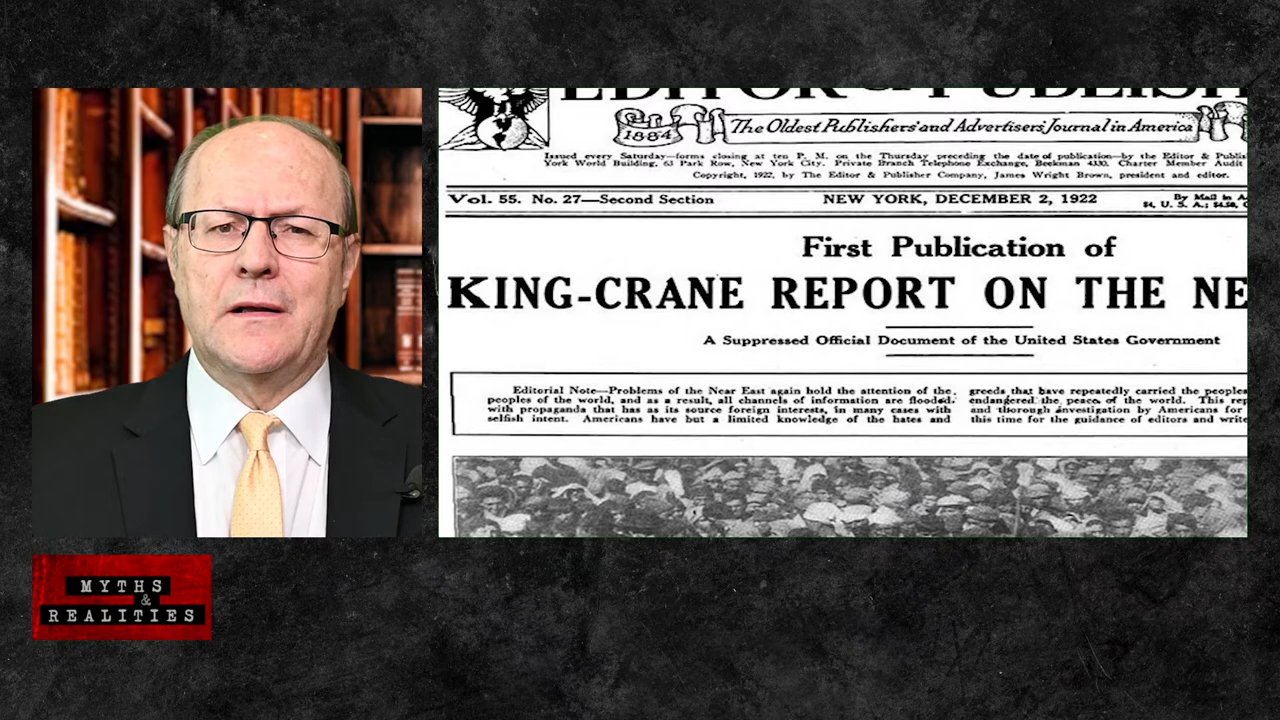 EDITOR & PUBLISH
1884
The Oldest Publishers' and Advertisers' Journal in America
Issued every Saturday—forms closing at ten P. M. on the Thursday preceding the date of publication—by the Editor & Publis
York World Building, 63 Park Row, New York City. Private Branch Telephone Exchange, Beekman 4330. Charter Member Audit
Copyright, 1922, by The Editor & Publisher Company, James Wright Brown, president and editor.
Vol. 55. No. 27—Second Section
NEW YORK, DECEMBER 2, 1922
By Mail in A
$4, U. S. A.; $4.50, C
First Publication of
KING-CRANE REPORT ON THE NE
A Suppressed Official Document of the United States Government
Editorial Note—Problems of the Near East again hold the attention of the
peoples of the world, and as a result, all channels of information are flooded
with propaganda that has as its source foreign interests, in many cases with
selfish intent. Americans have but a limited knowledge of the hates and
greeds that have repeatedly carried the peoples
endangered the peace of the world. This rep
and thorough investigation by Americans for
this time for the guidance of editors and write
MYTHS
&
REALITIES